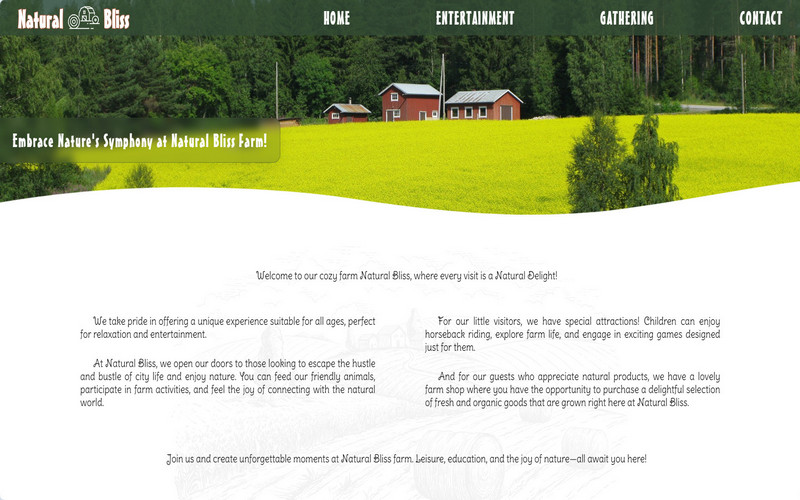 Natural Bliss
HOME ENTERTAINMENT GATHERING CONTACT
Embrace Nature's Symphony at Natural Bliss Farm!
Welcome to our cozy farm Natural Bliss, where every visit is a Natural Delight!
We take pride in offering a unique experience suitable for all ages, perfect
for relaxation and entertainment.
At Natural Bliss, we open our doors to those looking to escape the hustle
and bustle of city life and enjoy nature. You can feed our friendly animals,
participate in farm activities, and feel the joy of connecting with the natural
world.
For our little visitors, we have special attractions! Children can enjoy
horseback riding, explore farm life, and engage in exciting games designed
just for them.
And for our guests who appreciate natural products, we have a lovely
farm shop where you have the opportunity to purchase a delightful selection
of fresh and organic goods that are grown right here at Natural Bliss.
Join us and create unforgettable moments at Natural Bliss farm. Leisure, education, and the joy of nature—all await you here!